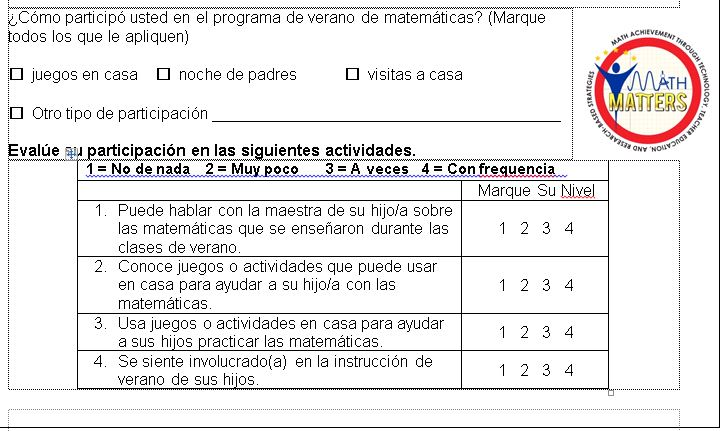 ¿Cómo participó usted en el programa de verano de matemáticas? (Marque
todos los que le apliquen)
juegos en casa noche de padres visitas a casa
Otro tipo de participación ________________________________________
Evalúe su participación en las siguientes actividades.
1 = No de nada 2 = Muy poco 3 = A veces 4 = Con frequencia
Marque Su Nivel
1. Puede hablar con la maestra de su hijo/a sobre
las matemáticas que se enseñaron durante las
clases de verano.
1 2 3 4
2. Conoce juegos o actividades que puede usar
en casa para ayudar a su hijo/a con las
matemáticas.
1 2 3 4
3. Usa juegos o actividades en casa para ayudar
a sus hijos practicar las matemáticas.
1 2 3 4
4. Se siente involucrado(a) en la instrucción de
verano de sus hijos.
1 2 3 4
MATH ACHIEVEMENT THROUGH TECHNOLOGY, TEACHER EDUCATION, AND RESEARCH-BASED STRATEGIES
MATH
MATTERS